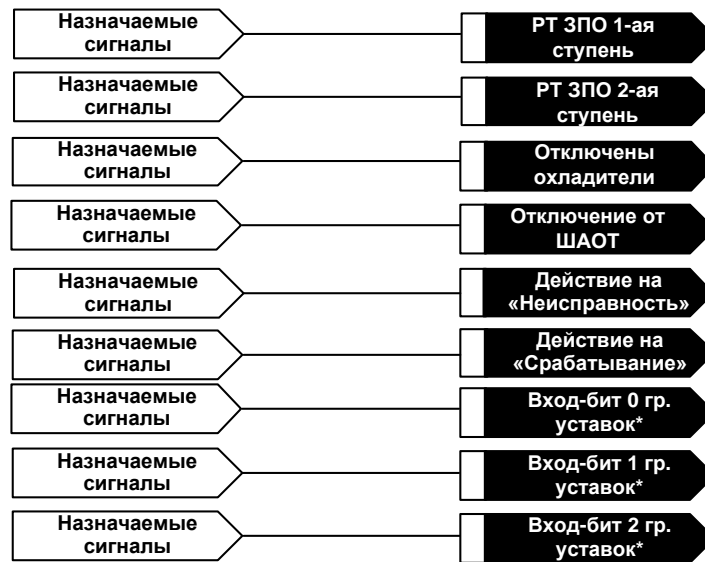 Назначаемые
сигналы
РТ ЗПО 1-ая
ступень
Назначаемые
сигналы
РТ ЗПО 2-ая
ступень
Назначаемые
сигналы
Отключены
охладители
Назначаемые
сигналы
Отключение от
ШАОТ
Назначаемые
сигналы
Действие на
«Неисправность»
Назначаемые
сигналы
Действие на
«Срабатывание»
Назначаемые
сигналы
Вход-бит 0 гр.
уставок*
Назначаемые
сигналы
Вход-бит 1 гр.
уставок*
Назначаемые
сигналы
Вход-бит 2 гр.
уставок*